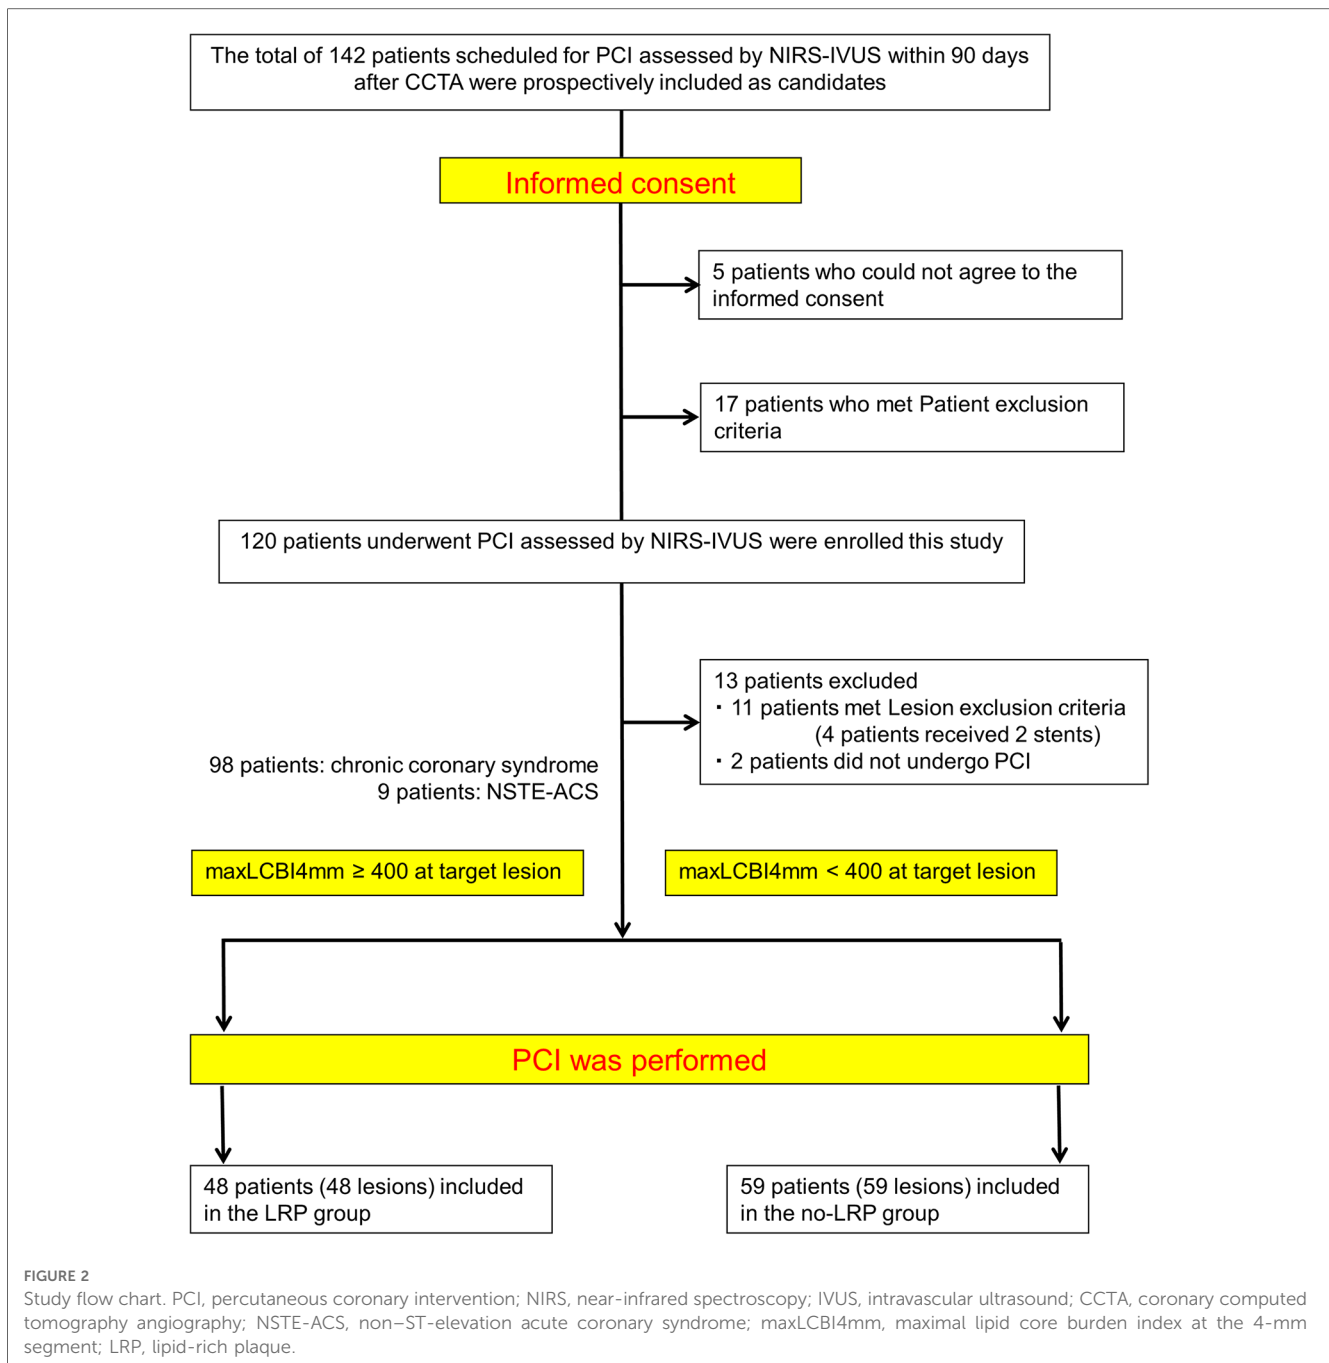 The total of 142 patients scheduled for PCI assessed by NIRS-IVUS within 90 days
after CCTA were prospectively included as candidates
Informed consent
5 patients who could not agree to the
informed consent
17 patients who met Patient exclusion
criteria
120 patients underwent PCI assessed by NIRS-IVUS were enrolled this study
13 patients excluded
・11 patients met Lesion exclusion criteria
(4 patients received 2 stents)
・2 patients did not undergo PCI
98 patients: chronic coronary syndrome
9 patients: NSTE-ACS
maxLCBI4mm ≥ 400 at target lesion
maxLCBI4mm < 400 at target lesion
PCI was performed
48 patients (48 lesions) included
in the LRP group
59 patients (59 lesions) included
in the no-LRP group
FIGURE 2
Study flow chart. PCI, percutaneous coronary intervention; NIRS, near-infrared spectroscopy; IVUS, intravascular ultrasound; CCTA, coronary computed
tomography angiography; NSTE-ACS, non–ST-elevation acute coronary syndrome; maxLCBI4mm, maximal lipid core burden index at the 4-mm
segment; LRP, lipid-rich plaque.